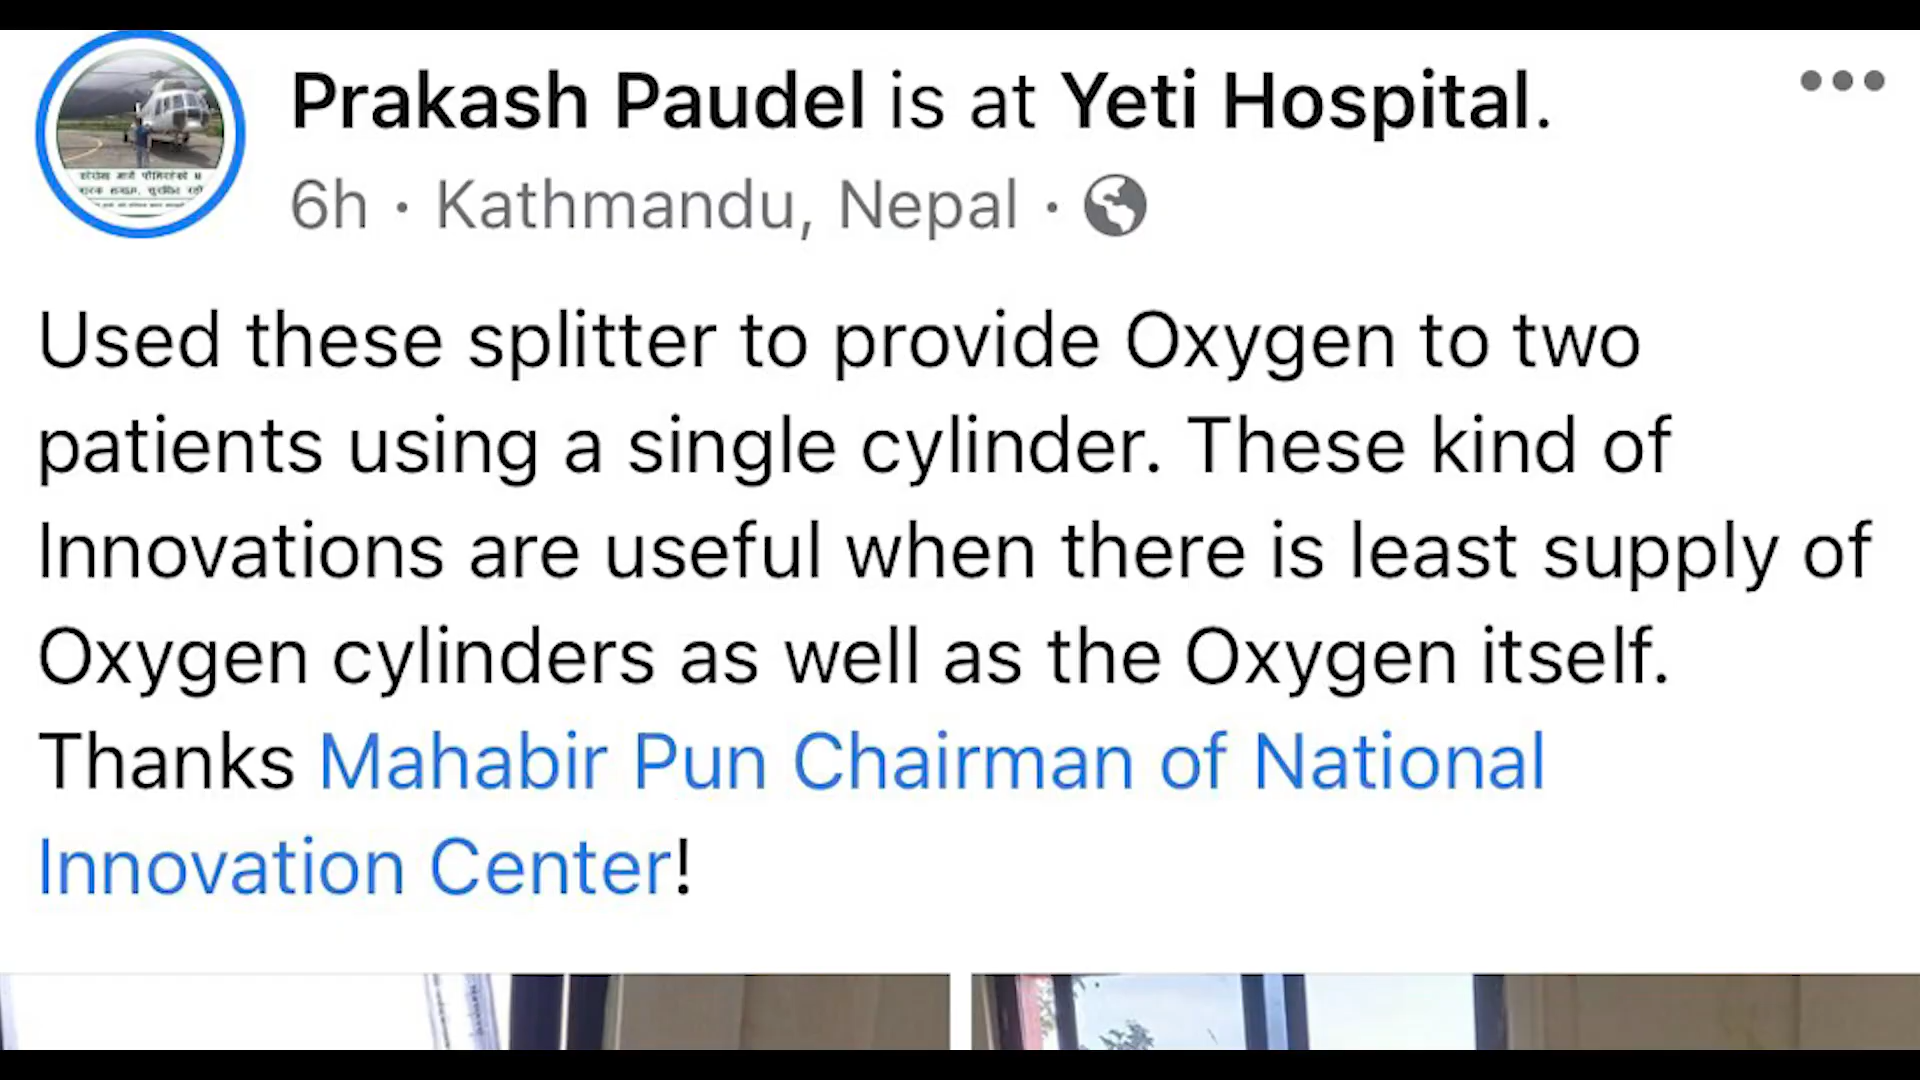 Prakash Paudel is at Yeti Hospital.
6h · Kathmandu, Nepal ·
Used these splitter to provide Oxygen to two
patients using a single cylinder. These kind of
Innovations are useful when there is least supply of
Oxygen cylinders as well as the Oxygen itself.
Thanks Mahabir Pun Chairman of National
Innovation Center!